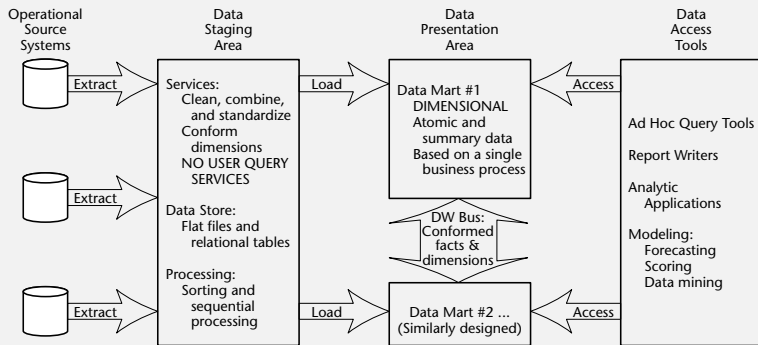 Operational
Source
Systems
Data
Staging
Area
Data
Presentation
Area
Data
Access
Tools
Extract
Extract
Extract
Services:
Clean, combine,
and standardize
Conform
dimensions
NO USER QUERY
SERVICES
Data Store:
Flat files and
relational tables
Processing:
Sorting and
sequential
processing
Load
Load
Data Mart #1
DIMENSIONAL
Atomic and
summary data
Based on a single
business process
DW Bus:
Conformed
facts &
dimensions
Data Mart #2 ...
(Similarly designed)
Access
Access
Ad Hoc Query Tools
Report Writers
Analytic
Applications
Modeling:
Forecasting
Scoring
Data mining